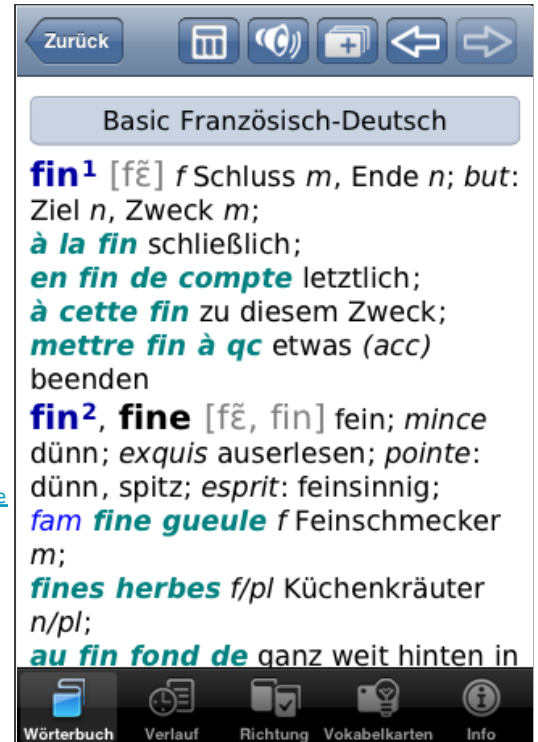 Zurück
Basic Französisch-Deutsch
fin¹ [fɛ̃] f Schluss m, Ende n; but:
Ziel n, Zweck m;
à la fin schließlich;
en fin de compte letztlich;
à cette fin zu diesem Zweck;
mettre fin à qc etwas (acc)
beenden
fin², fine [fɛ̃, fin] fein; mince
dünn; exquis auserlesen; pointe:
dünn, spitz; esprit: feinsinnig;
fam fine gueule f Feinschmecker
m;
fines herbes f/pl Küchenkräuter
n/pl;
au fin fond de ganz weit hinten in
Wörterbuch Verlauf Richtung Vokabelkarten Info